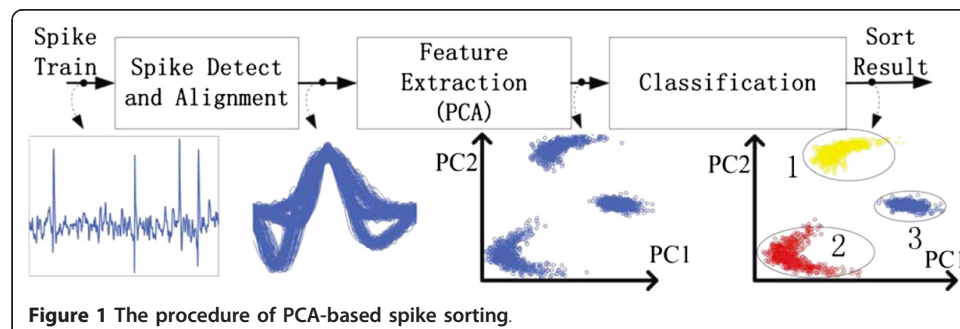 Spike
Train
Spike Detect
and Alignment
Feature
Extraction
(PCA)
Classification
Sort
Result
PC2
PC1
PC2
PC1
1
2
3
Figure 1 The procedure of PCA-based spike sorting.